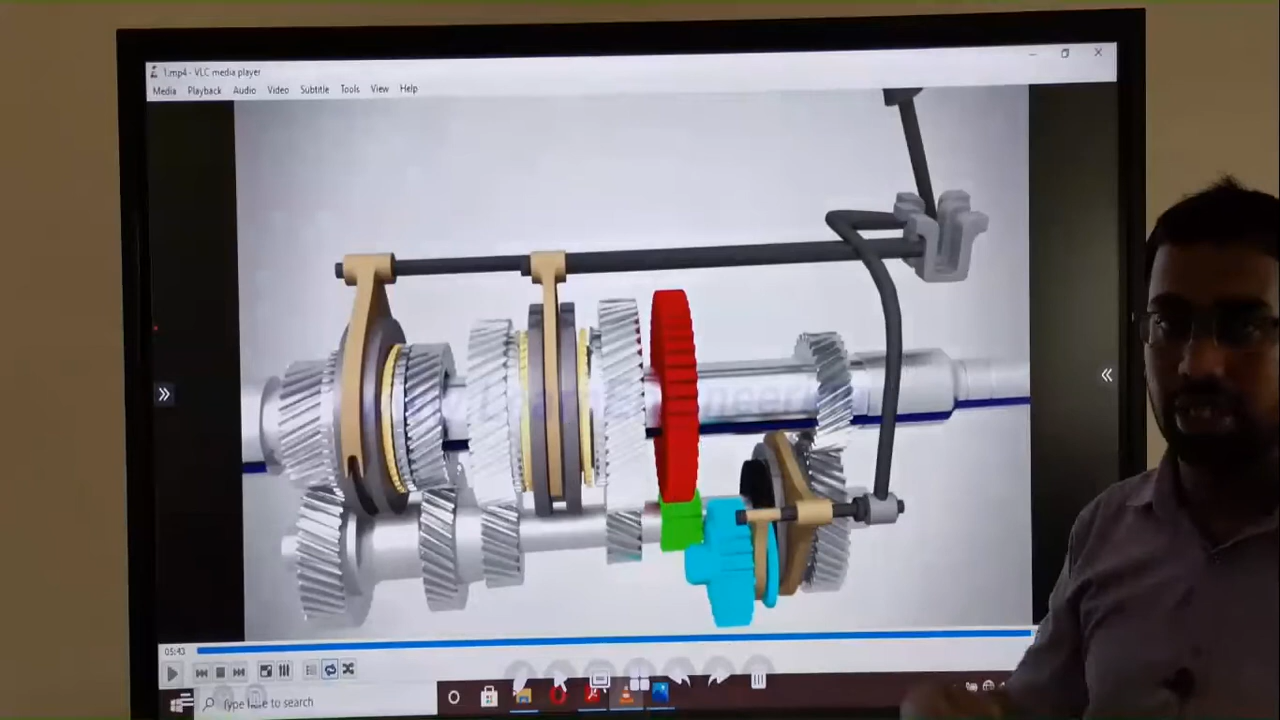 1.mp4 - VLC media player
Media Playback Audio Video Subtitle Tools View Help
05:43
Type here to search